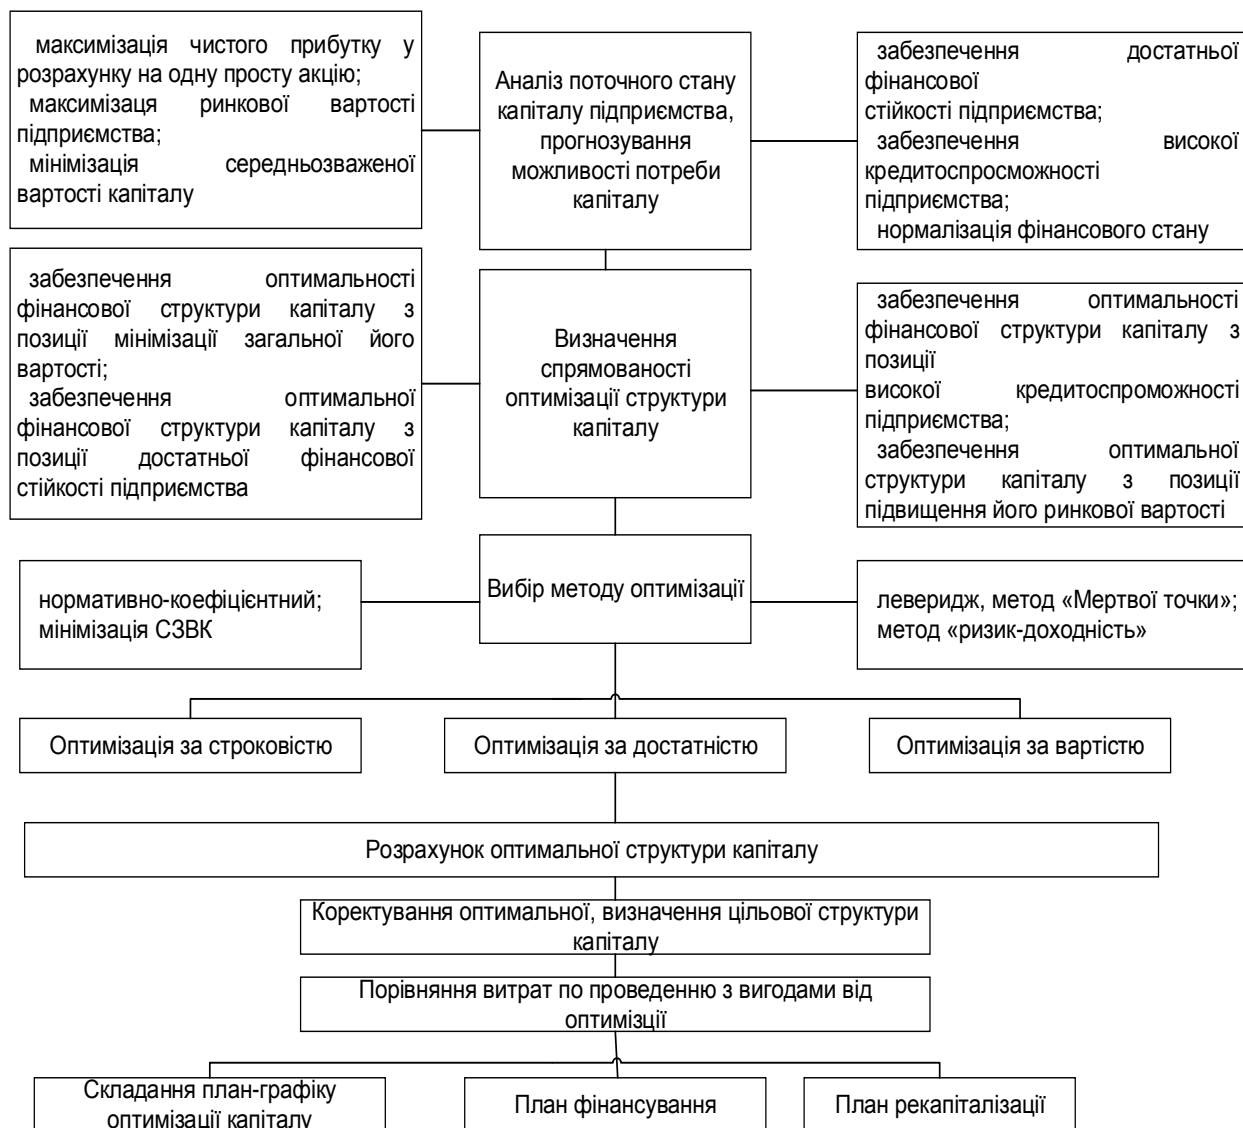 максимізація чистого прибутку у
розрахунку на одну просту акцію;
максимізаця ринкової вартості
підприємства;
мінімізація середньозваженої
вартості капіталу
Аналіз поточного стану
капіталу підприємства,
прогнозування
можливості потреби
капіталу
забезпечення достатньої
фінансової
стійкості підприємства;
забезпечення високої
кредитоспросможності
підприємства;
нормалізація фінансового стану
забезпечення оптимальності
фінансової структури капіталу з
позиції мінімізації загальної його
вартості;
забезпечення оптимальної
фінансової структури капіталу з
позиції достатньої фінансової
стійкості підприємства
Визначення
спрямованості
оптимізації структури
капіталу
забезпечення оптимальності
фінансової структури капіталу з
позиції
високої кредитоспроможності
підприємства;
забезпечення оптимальної
структури капіталу з позиції
підвищення його ринкової вартості
нормативно-коефіцієнтний;
мінімізація СЗВК
Вибір методу оптимізації
леверидж, метод «Мертвої точки»;
метод «ризик-доходність»
Оптимізація за строковістю
Оптимізація за достатністю
Оптимізація за вартістю
Розрахунок оптимальної структури капіталу
Коректування оптимальної, визначення цільової структури
капіталу
Порівняння витрат по проведенню з вигодами від
оптимізції
Складання план-графіку
оптимізації капіталу
План фінансування
План рекапіталізації